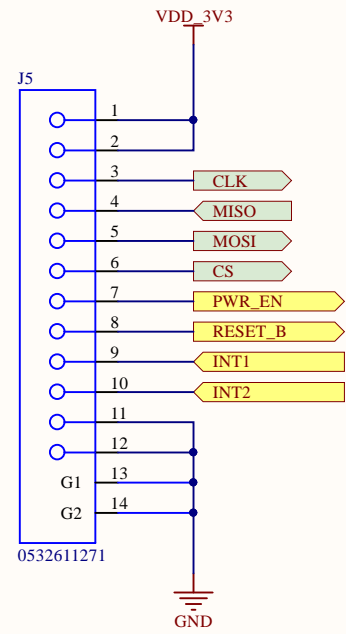 VDD_3V3
J5
1
2
3 CLK
4 MISO
5 MOSI
6 CS
7 PWR_EN
8 RESET_B
9 INT1
10 INT2
11
12
G1 13
G2 14
0532611271
GND